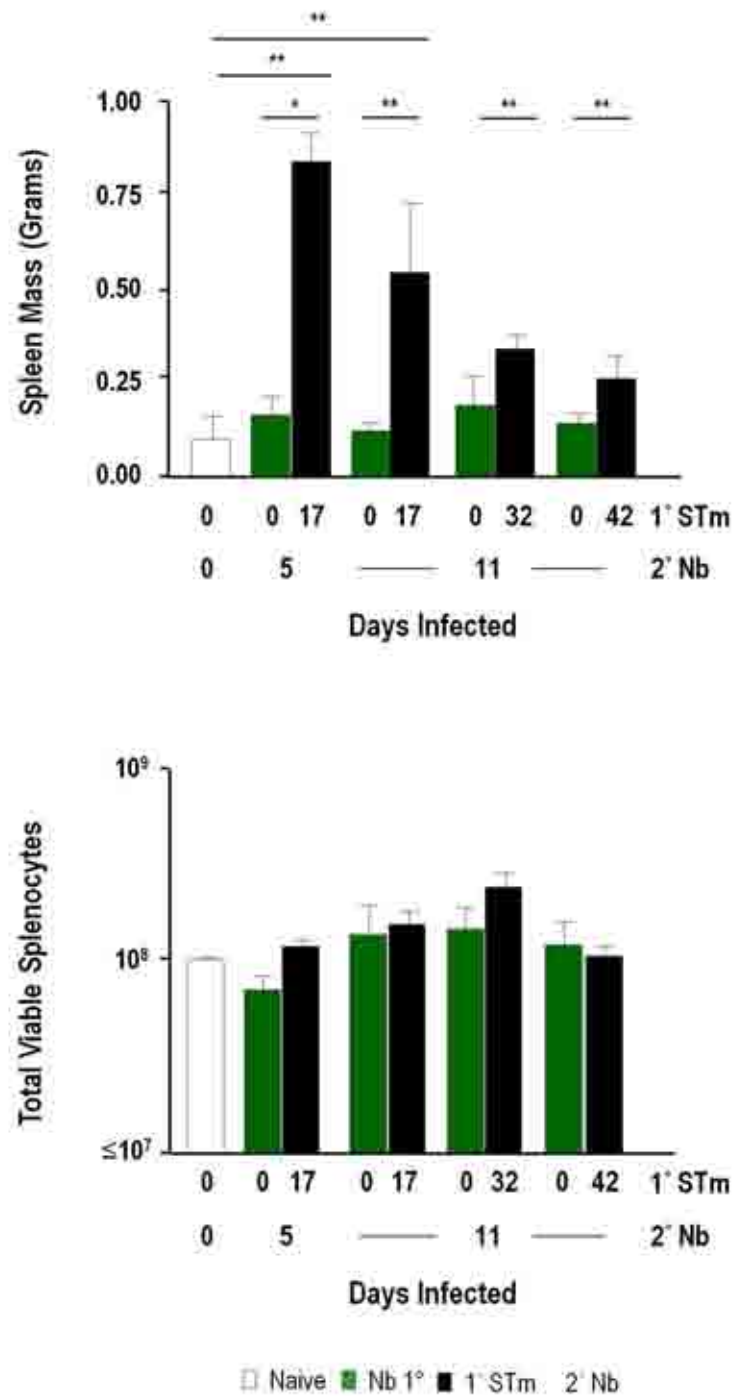 **
**
* ** ** **
1.00
0.75
0.50
0.25
0.00
Spleen Mass (Grams)
0 0 17 0 17 0 32 0 42 1° STm
0 5 11 2° Nb
Days Infected
10⁹
10⁸
≤10⁷
Total Viable Splenocytes
0 0 17 0 17 0 32 0 42 1° STm
0 5 11 2° Nb
Days Infected
Naive Nb 1° 1° STm 2° Nb